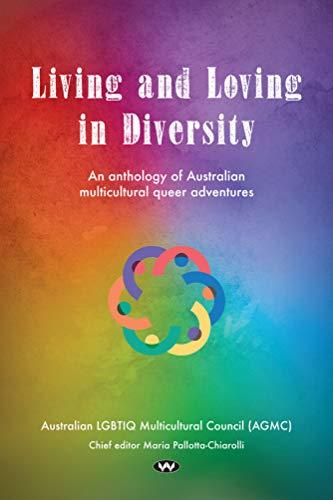 Living and Loving
in Diversity
An anthology of Australian
multicultural queer adventures
Australian LGBTIQ Multicultural Council (AGMC)
Chief editor Maria Pallotta-Chiarolli
W